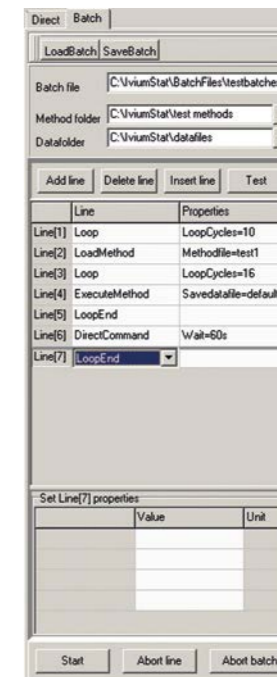 Direct Batch
LoadBatch SaveBatch
Batch file C:\IviumStat\BatchFiles\testbatches
Method folder C:\IviumStat\test methods
Datafolder C:\IviumStat\datafiles
Add line Delete line Insert line Test
Line Properties
Line[1] Loop LoopCycles=10
Line[2] LoadMethod Methodfile=test1
Line[3] Loop LoopCycles=16
Line[4] ExecuteMethod Savedatafile=default
Line[5] LoopEnd
Line[6] DirectCommand Wait=60s
Line[7] LoopEnd
Set Line[7] properties
Value Unit
Start Abort line Abort batch